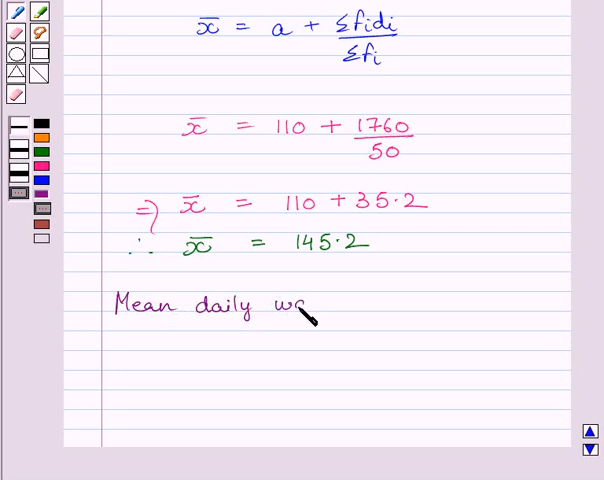 x̄ = a + Σfidi / Σfi
x̄ = 110 + 1760 / 50
⇒ x̄ = 110 + 35·2
∴ x̄ = 145·2
Mean daily